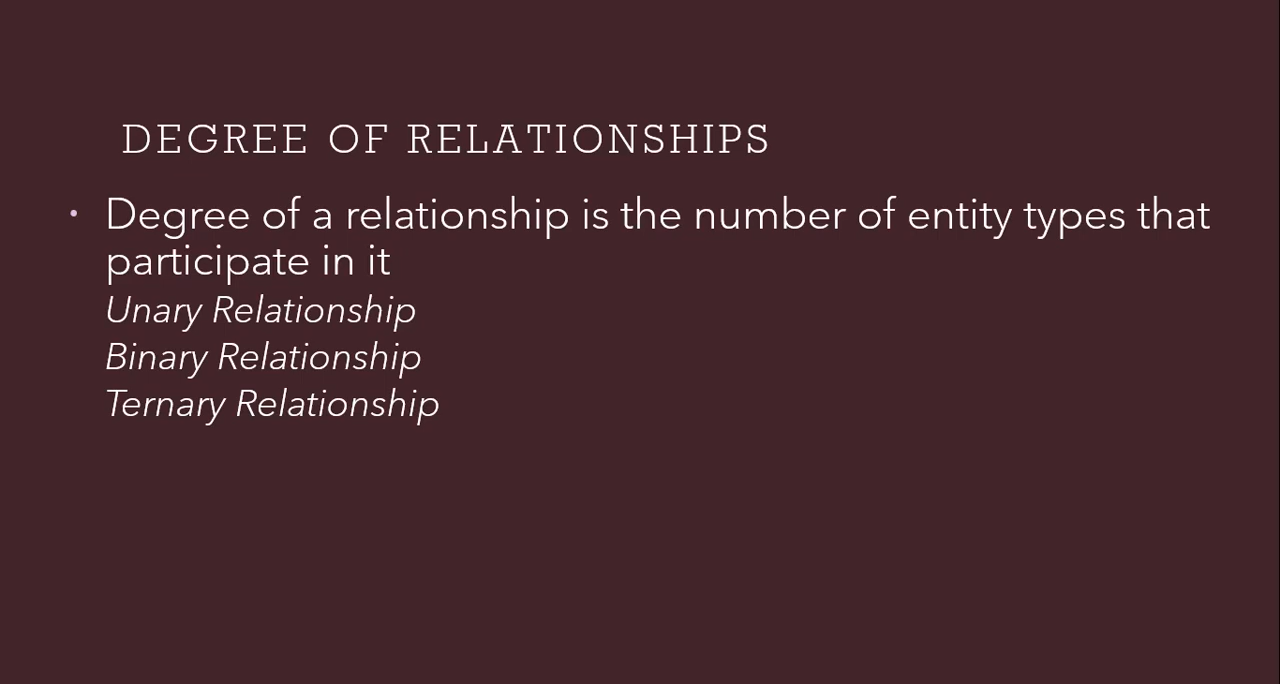 DEGREE OF RELATIONSHIPS
• Degree of a relationship is the number of entity types that
participate in it
Unary Relationship
Binary Relationship
Ternary Relationship